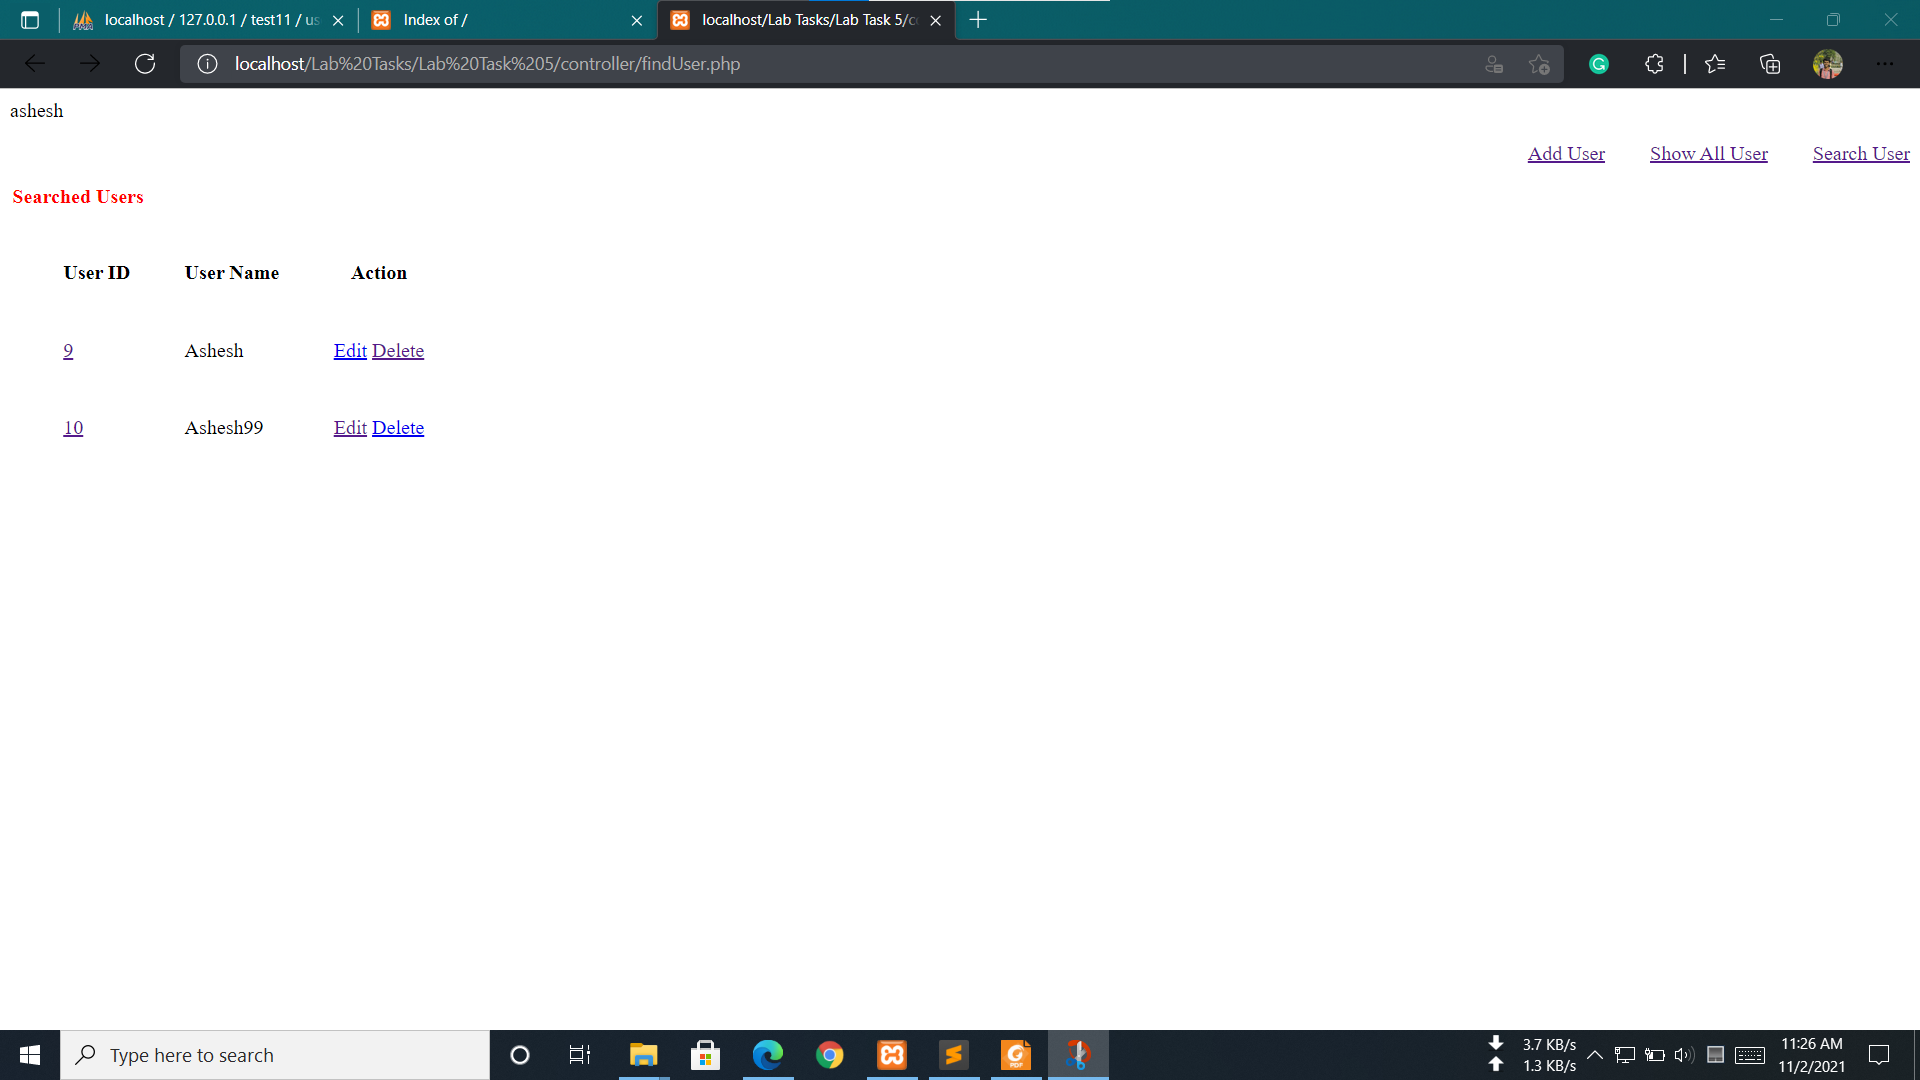 localhost / 127.0.0.1 / test11 / us
Index of /
localhost/Lab Tasks/Lab Task 5/c
localhost/Lab%20Tasks/Lab%20Task%205/controller/findUser.php
ashesh
Add User Show All User Search User
Searched Users
User ID User Name Action
9 Ashesh Edit Delete
10 Ashesh99 Edit Delete
Type here to search
PDF
3.7 KB/s
1.3 KB/s
11:26 AM
11/2/2021